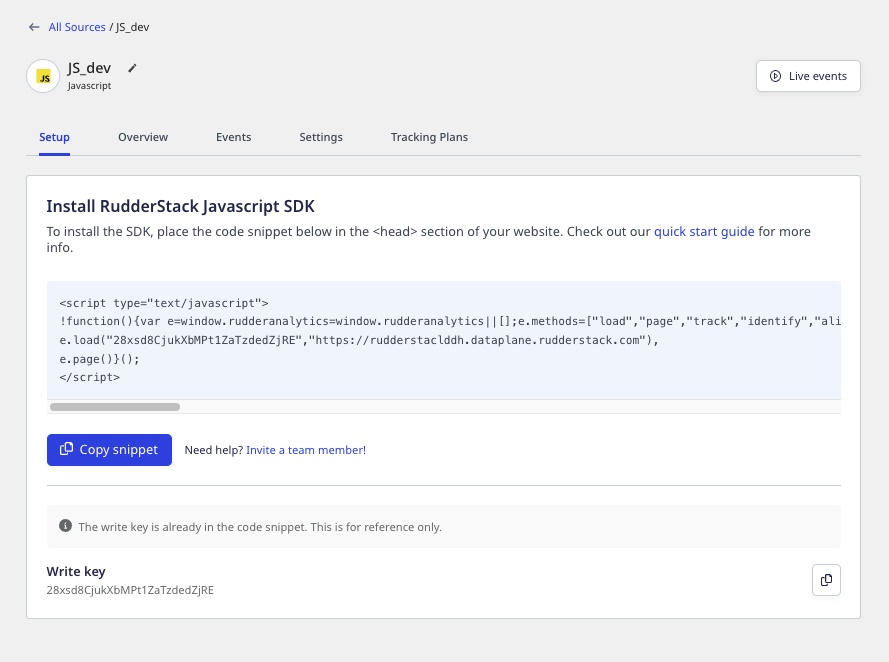 ← All Sources / JS_dev
JS
JS_dev
Javascript
Live events
Setup Overview Events Settings Tracking Plans
Install RudderStack Javascript SDK
To install the SDK, place the code snippet below in the <head> section of your website. Check out our quick start guide for more
info.
<script type="text/javascript">
!function(){var e=window.rudderanalytics=window.rudderanalytics||[];e.methods=["load","page","track","identify","ali
e.load("28xsd8CjukXbMPt1ZaTzdedZjRE","https://rudderstaclddh.dataplane.rudderstack.com"),
e.page()}();
</script>
Copy snippet Need help? Invite a team member!
The write key is already in the code snippet. This is for reference only.
Write key
28xsd8CjukXbMPt1ZaTzdedZjRE